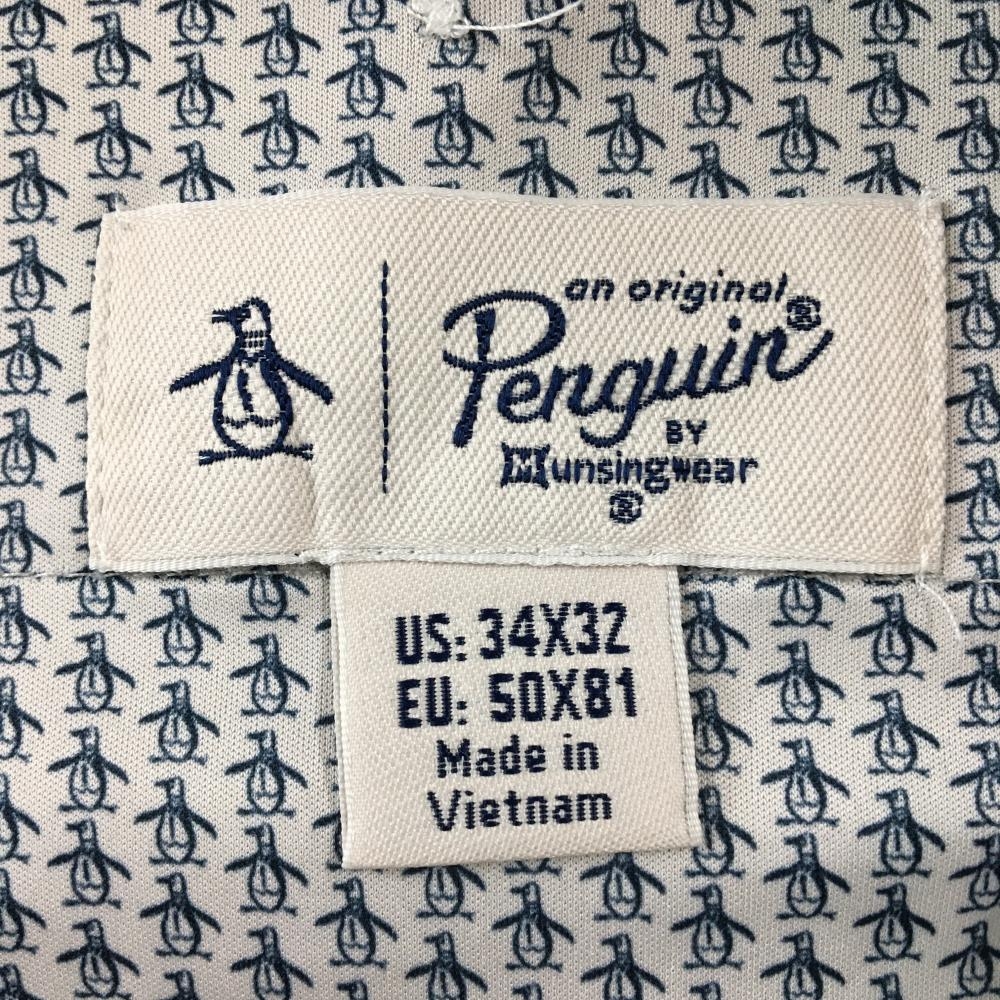 an original
Penguin®
BY
Munsingwear
®
US: 34X32
EU: 50X81
Made in
Vietnam